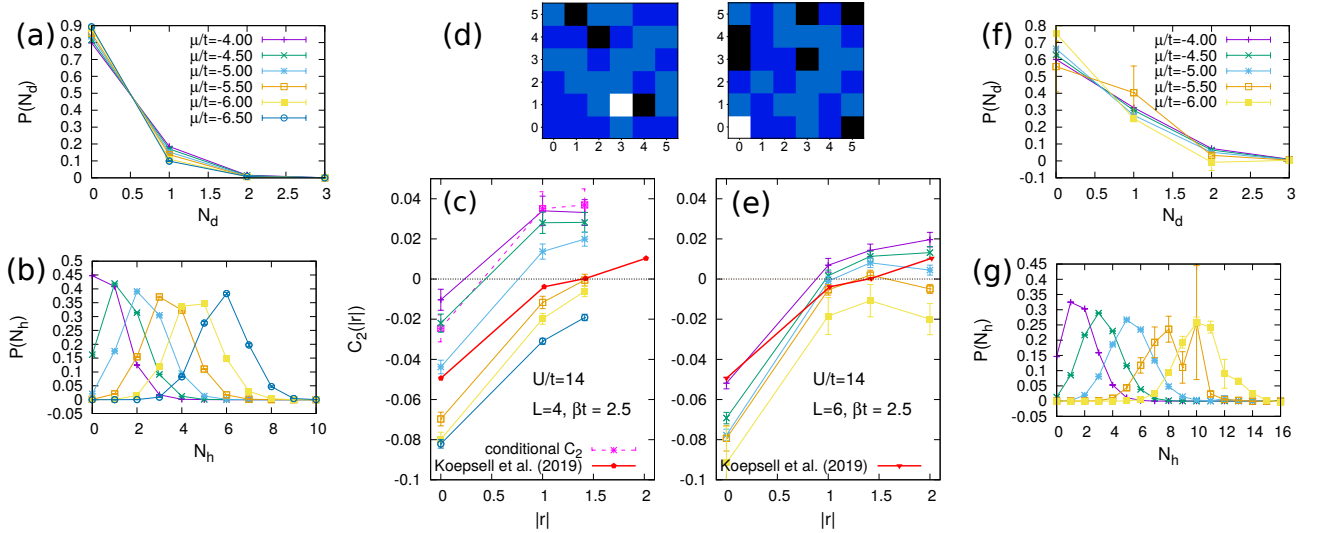 (a)
P(N_d)
0.9
0.8
0.7
0.6
0.5
0.4
0.3
0.2
0.1
0
μ/t=-4.00
μ/t=-4.50
μ/t=-5.00
μ/t=-5.50
μ/t=-6.00
μ/t=-6.50
0 0.5 1 1.5 2 2.5 3
N_d
(b)
P(N_h)
0.5
0.45
0.4
0.35
0.3
0.25
0.2
0.15
0.1
0.05
0
-0.05
0 2 4 6 8 10
N_h
(d)
5
4
3
2
1
0
0 1 2 3 4 5
5
4
3
2
1
0
0 1 2 3 4 5
(c)
C_2(|r|)
0.04
0.02
0
-0.02
-0.04
-0.06
-0.08
-0.1
U/t=14
L=4, βt = 2.5
conditional C_2
Koepsell et al. (2019)
0 0.5 1 1.5 2
|r|
(e)
0.04
0.02
0
-0.02
-0.04
-0.06
-0.08
-0.1
U/t=14
L=6, βt = 2.5
Koepsell et al. (2019)
0 0.5 1 1.5 2
|r|
(f)
P(N_d)
0.8
0.7
0.6
0.5
0.4
0.3
0.2
0.1
0
-0.1
μ/t=-4.00
μ/t=-4.50
μ/t=-5.00
μ/t=-5.50
μ/t=-6.00
0 0.5 1 1.5 2 2.5 3
N_d
(g)
P(N_h)
0.45
0.4
0.35
0.3
0.25
0.2
0.15
0.1
0.05
0
-0.05
0 2 4 6 8 10 12 14 16
N_h